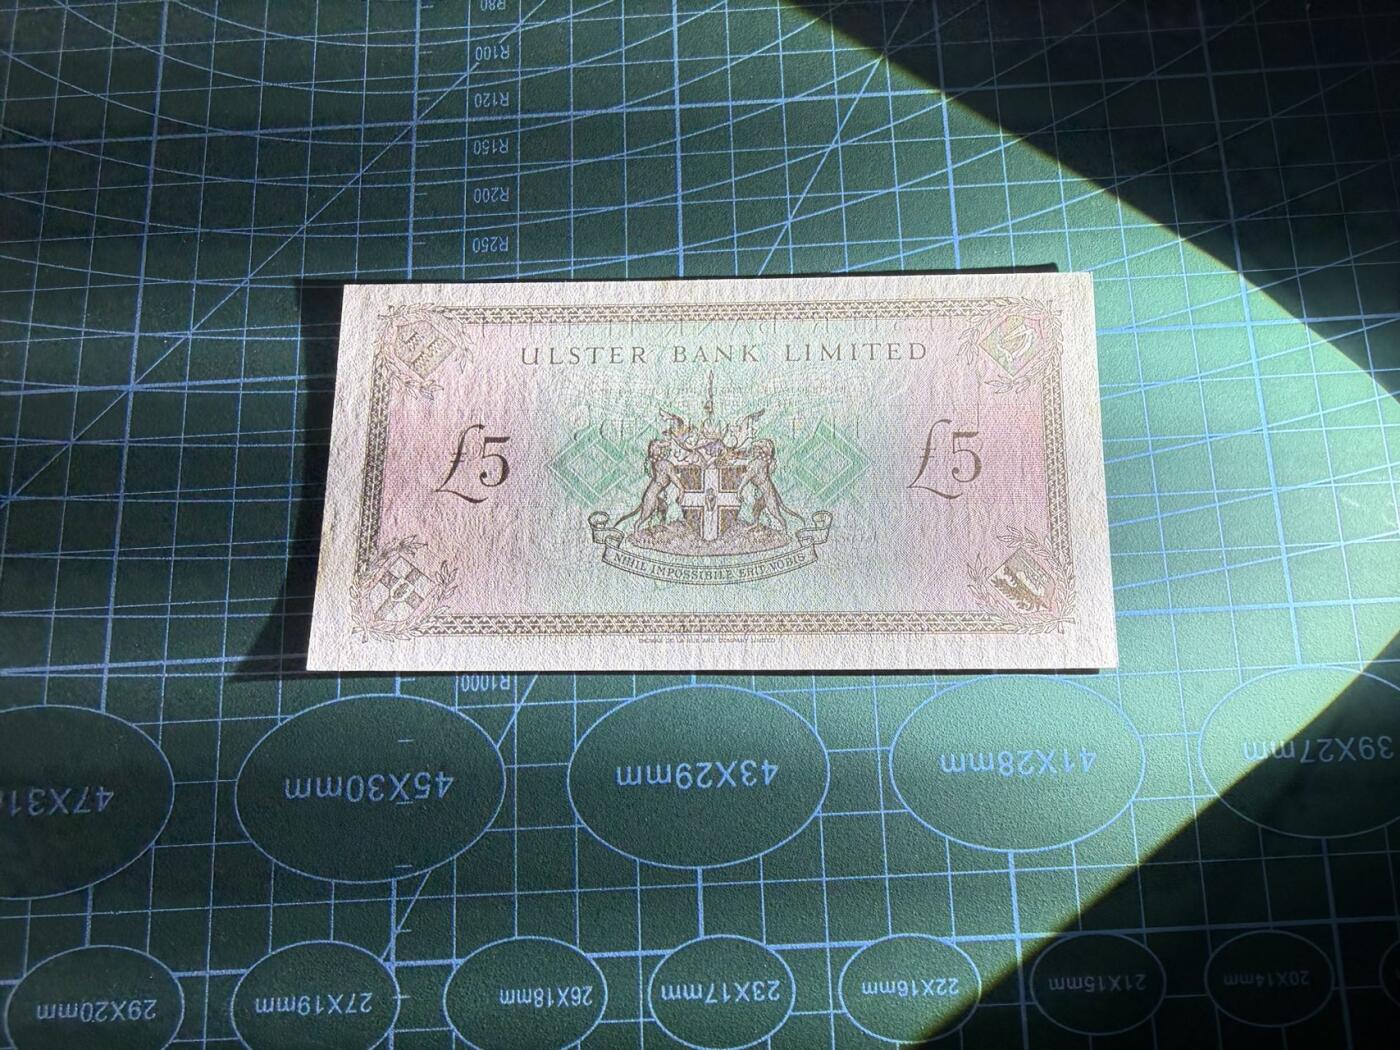 R80
R100
R120
R150
R200
R250
ULSTER BANK LIMITED
£5
£5
NIHIL IMPOSSIBILE ERIT VOBIS
R1000
45X30mm
43X29mm
41X28mm
39X27mm
29X20mm
27X19mm
26X18mm
23X17mm
22X16mm
21X15mm
20X14mm